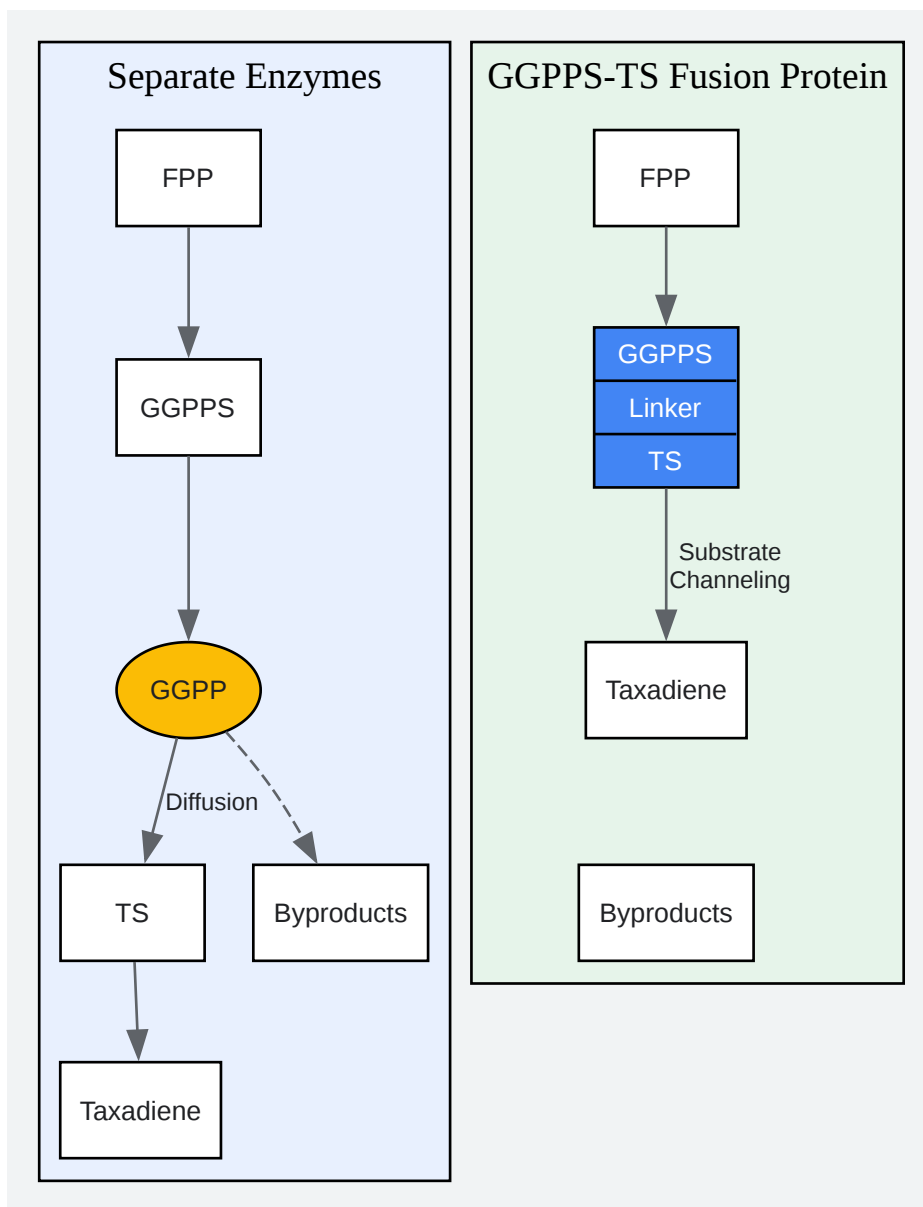 Separate Enzymes
FPP
GGPPS
GGPP
Diffusion
TS
Byproducts
Taxadiene
GGPPS-TS Fusion Protein
FPP
GGPPS
Linker
TS
Substrate
Channeling
Taxadiene
Byproducts